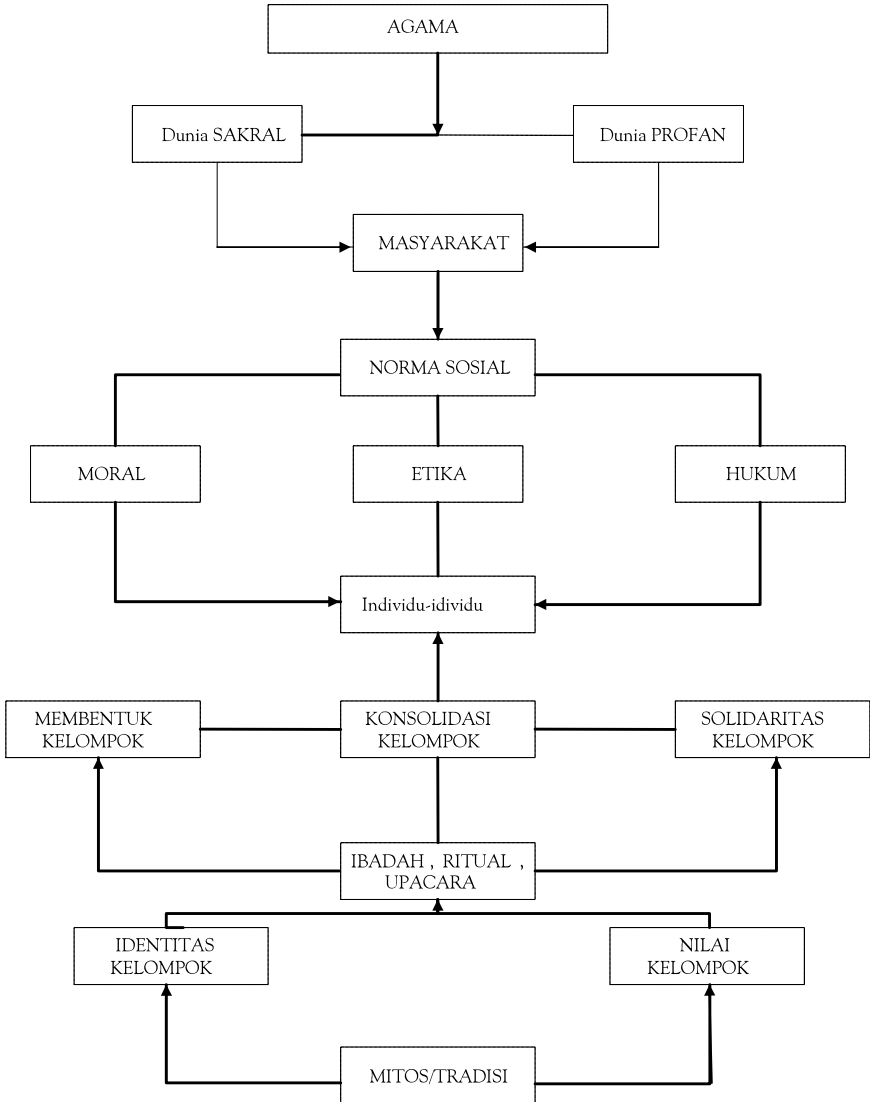 AGAMA
Dunia SAKRAL
Dunia PROFAN
MASYARAKAT
NORMA SOSIAL
MORAL
ETIKA
HUKUM
Individu-idividu
MEMBENTUK
KELOMPOK
KONSOLIDASI
KELOMPOK
SOLIDARITAS
KELOMPOK
IBADAH , RITUAL ,
UPACARA
IDENTITAS
KELOMPOK
NILAI
KELOMPOK
MITOS/TRADISI